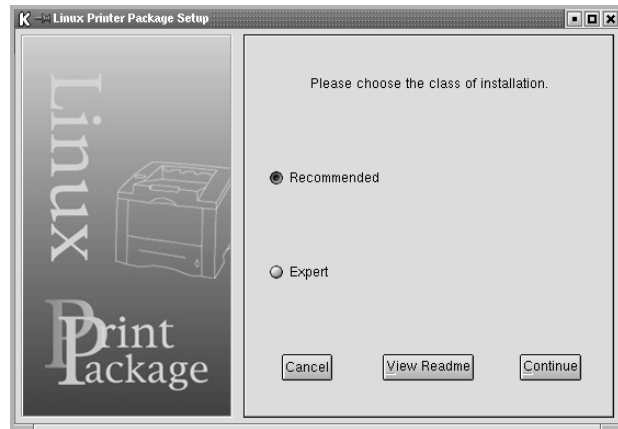 Linux Printer Package Setup
Linux
Print
Package
Please choose the class of installation.
Recommended
Expert
Cancel
View Readme
Continue